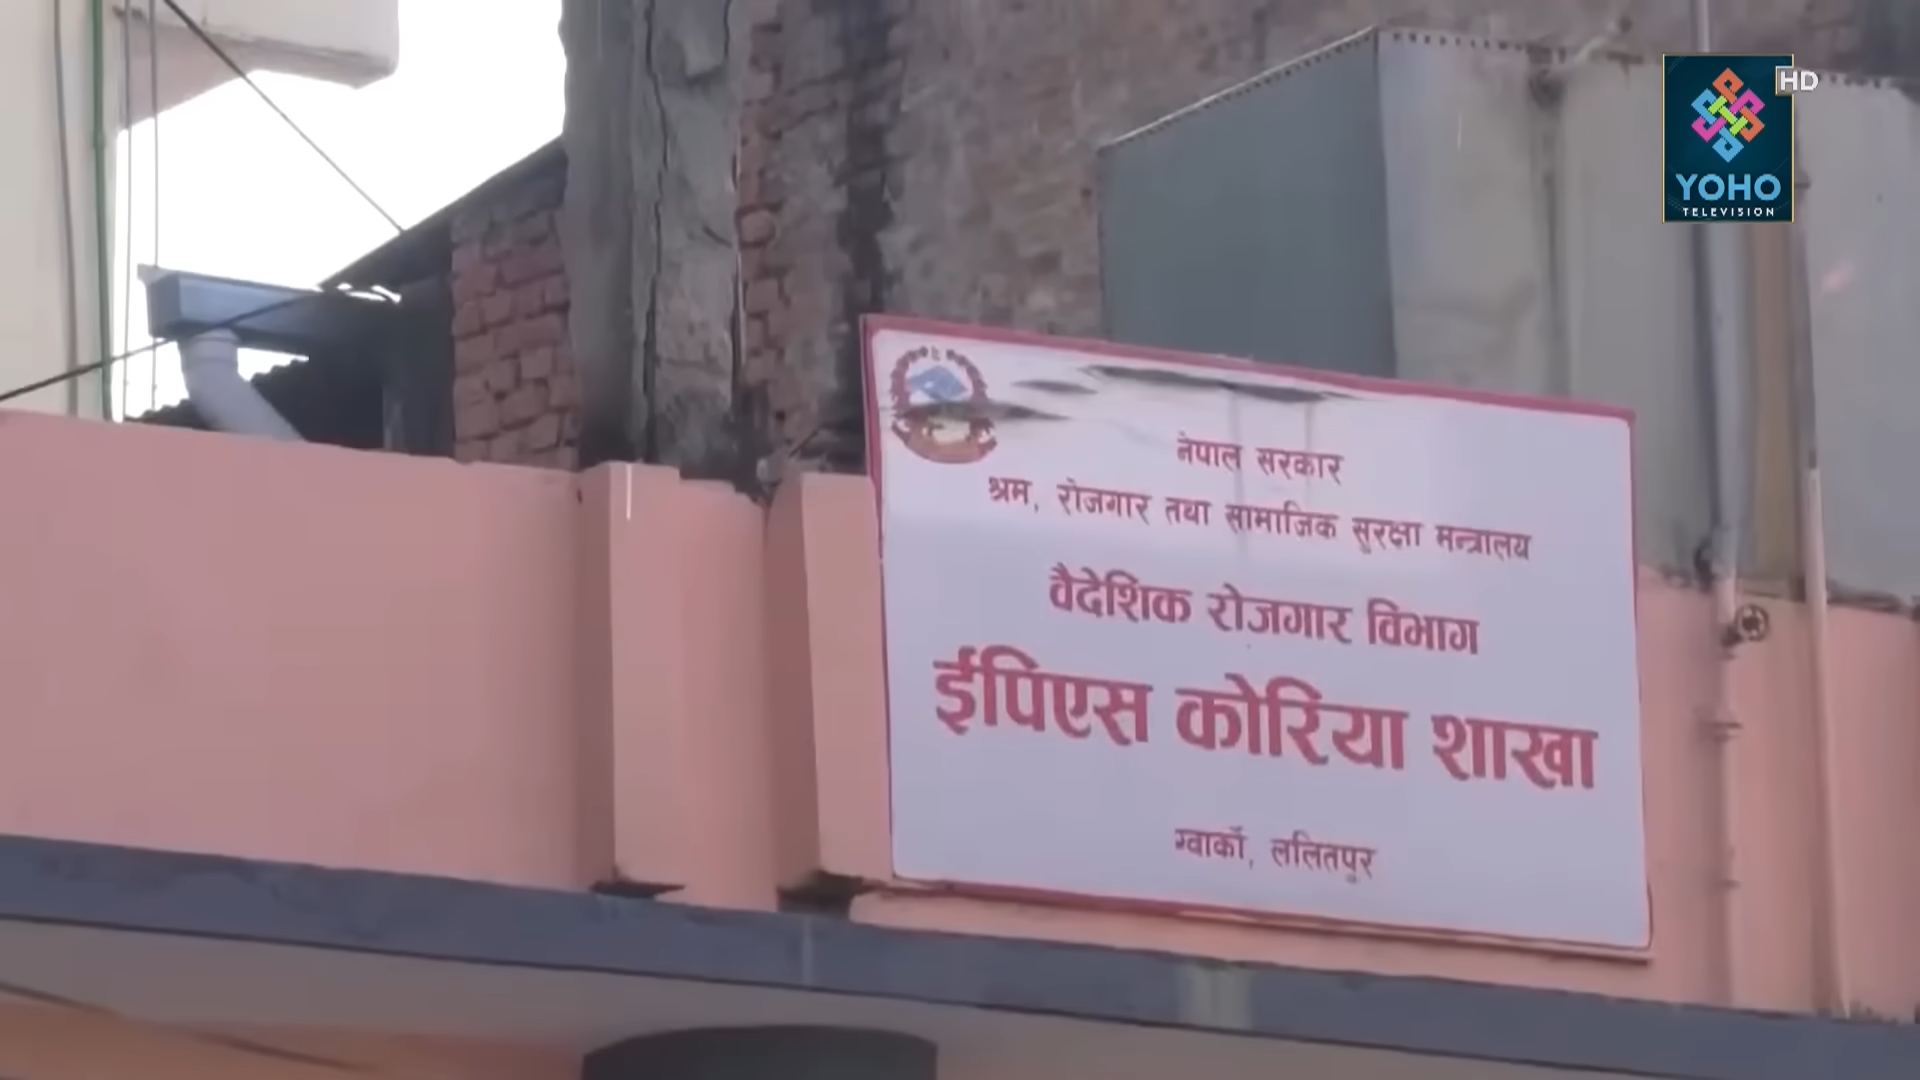 HD
YOHO
TELEVISION
नेपाल सरकार
श्रम, रोजगार तथा सामाजिक सुरक्षा मन्त्रालय
वैदेशिक रोजगार विभाग
ईपिएस कोरिया शाखा
ग्वार्को, ललितपुर